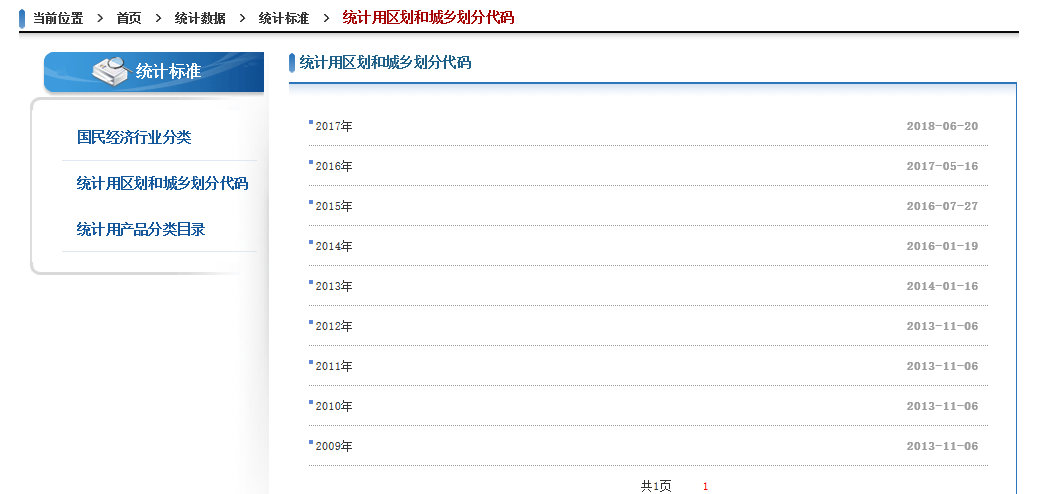 当前位置 > 首页 > 统计数据 > 统计标准 > 统计用区划和城乡划分代码
统计标准
国民经济行业分类
统计用区划和城乡划分代码
统计用产品分类目录
统计用区划和城乡划分代码
2017年 2018-06-20
2016年 2017-05-16
2015年 2016-07-27
2014年 2016-01-19
2013年 2014-01-16
2012年 2013-11-06
2011年 2013-11-06
2010年 2013-11-06
2009年 2013-11-06
共1页 1